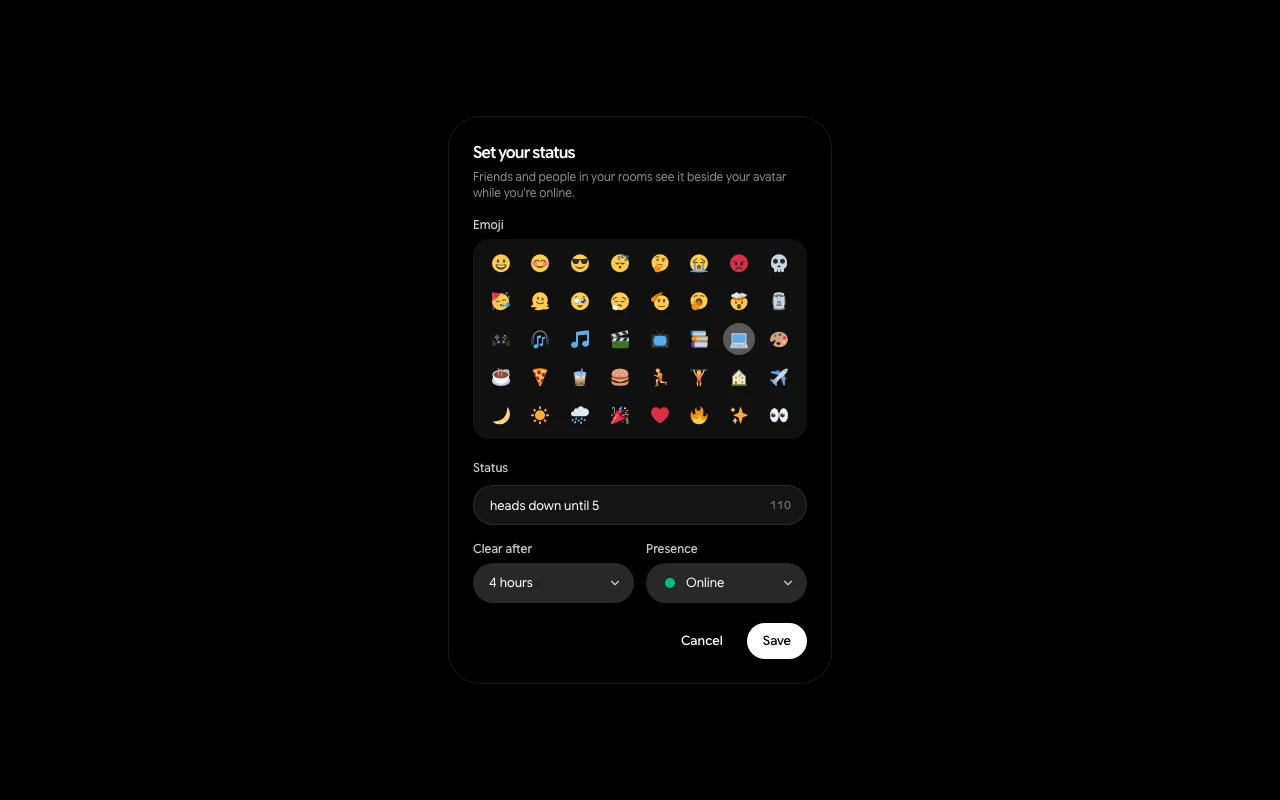 Set your status
Friends and people in your rooms see it beside your avatar
while you're online.
Emoji
Status
heads down until 5
110
Clear after
Presence
4 hours
Online
Cancel
Save